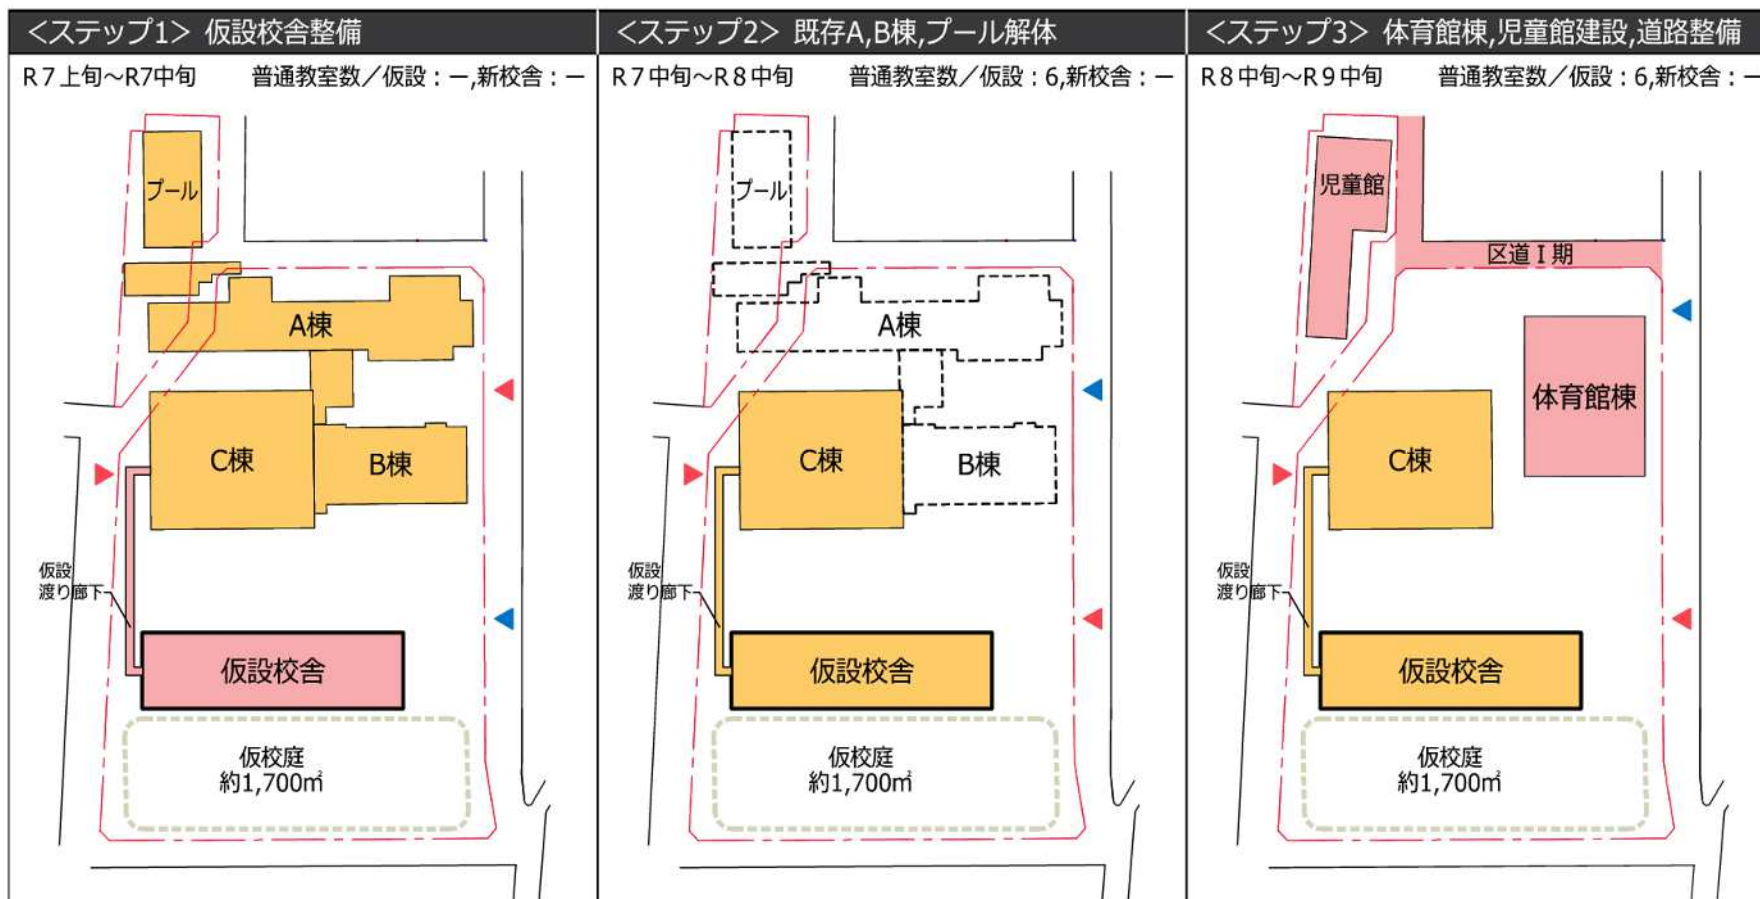 <ステップ1> 仮設校舎整備
R7上旬～R7中旬 普通教室数／仮設：ー,新校舎：ー
プール
A棟
C棟
B棟
仮設
渡り廊下
仮設校舎
仮校庭
約1,700㎡
<ステップ2> 既存A,B棟,プール解体
R7中旬～R8中旬 普通教室数／仮設：6,新校舎：ー
プール
A棟
C棟
B棟
仮設
渡り廊下
仮設校舎
仮校庭
約1,700㎡
<ステップ3> 体育館棟,児童館建設,道路整備
R8中旬～R9中旬 普通教室数／仮設：6,新校舎：ー
児童館
区道Ⅰ期
体育館棟
C棟
仮設
渡り廊下
仮設校舎
仮校庭
約1,700㎡